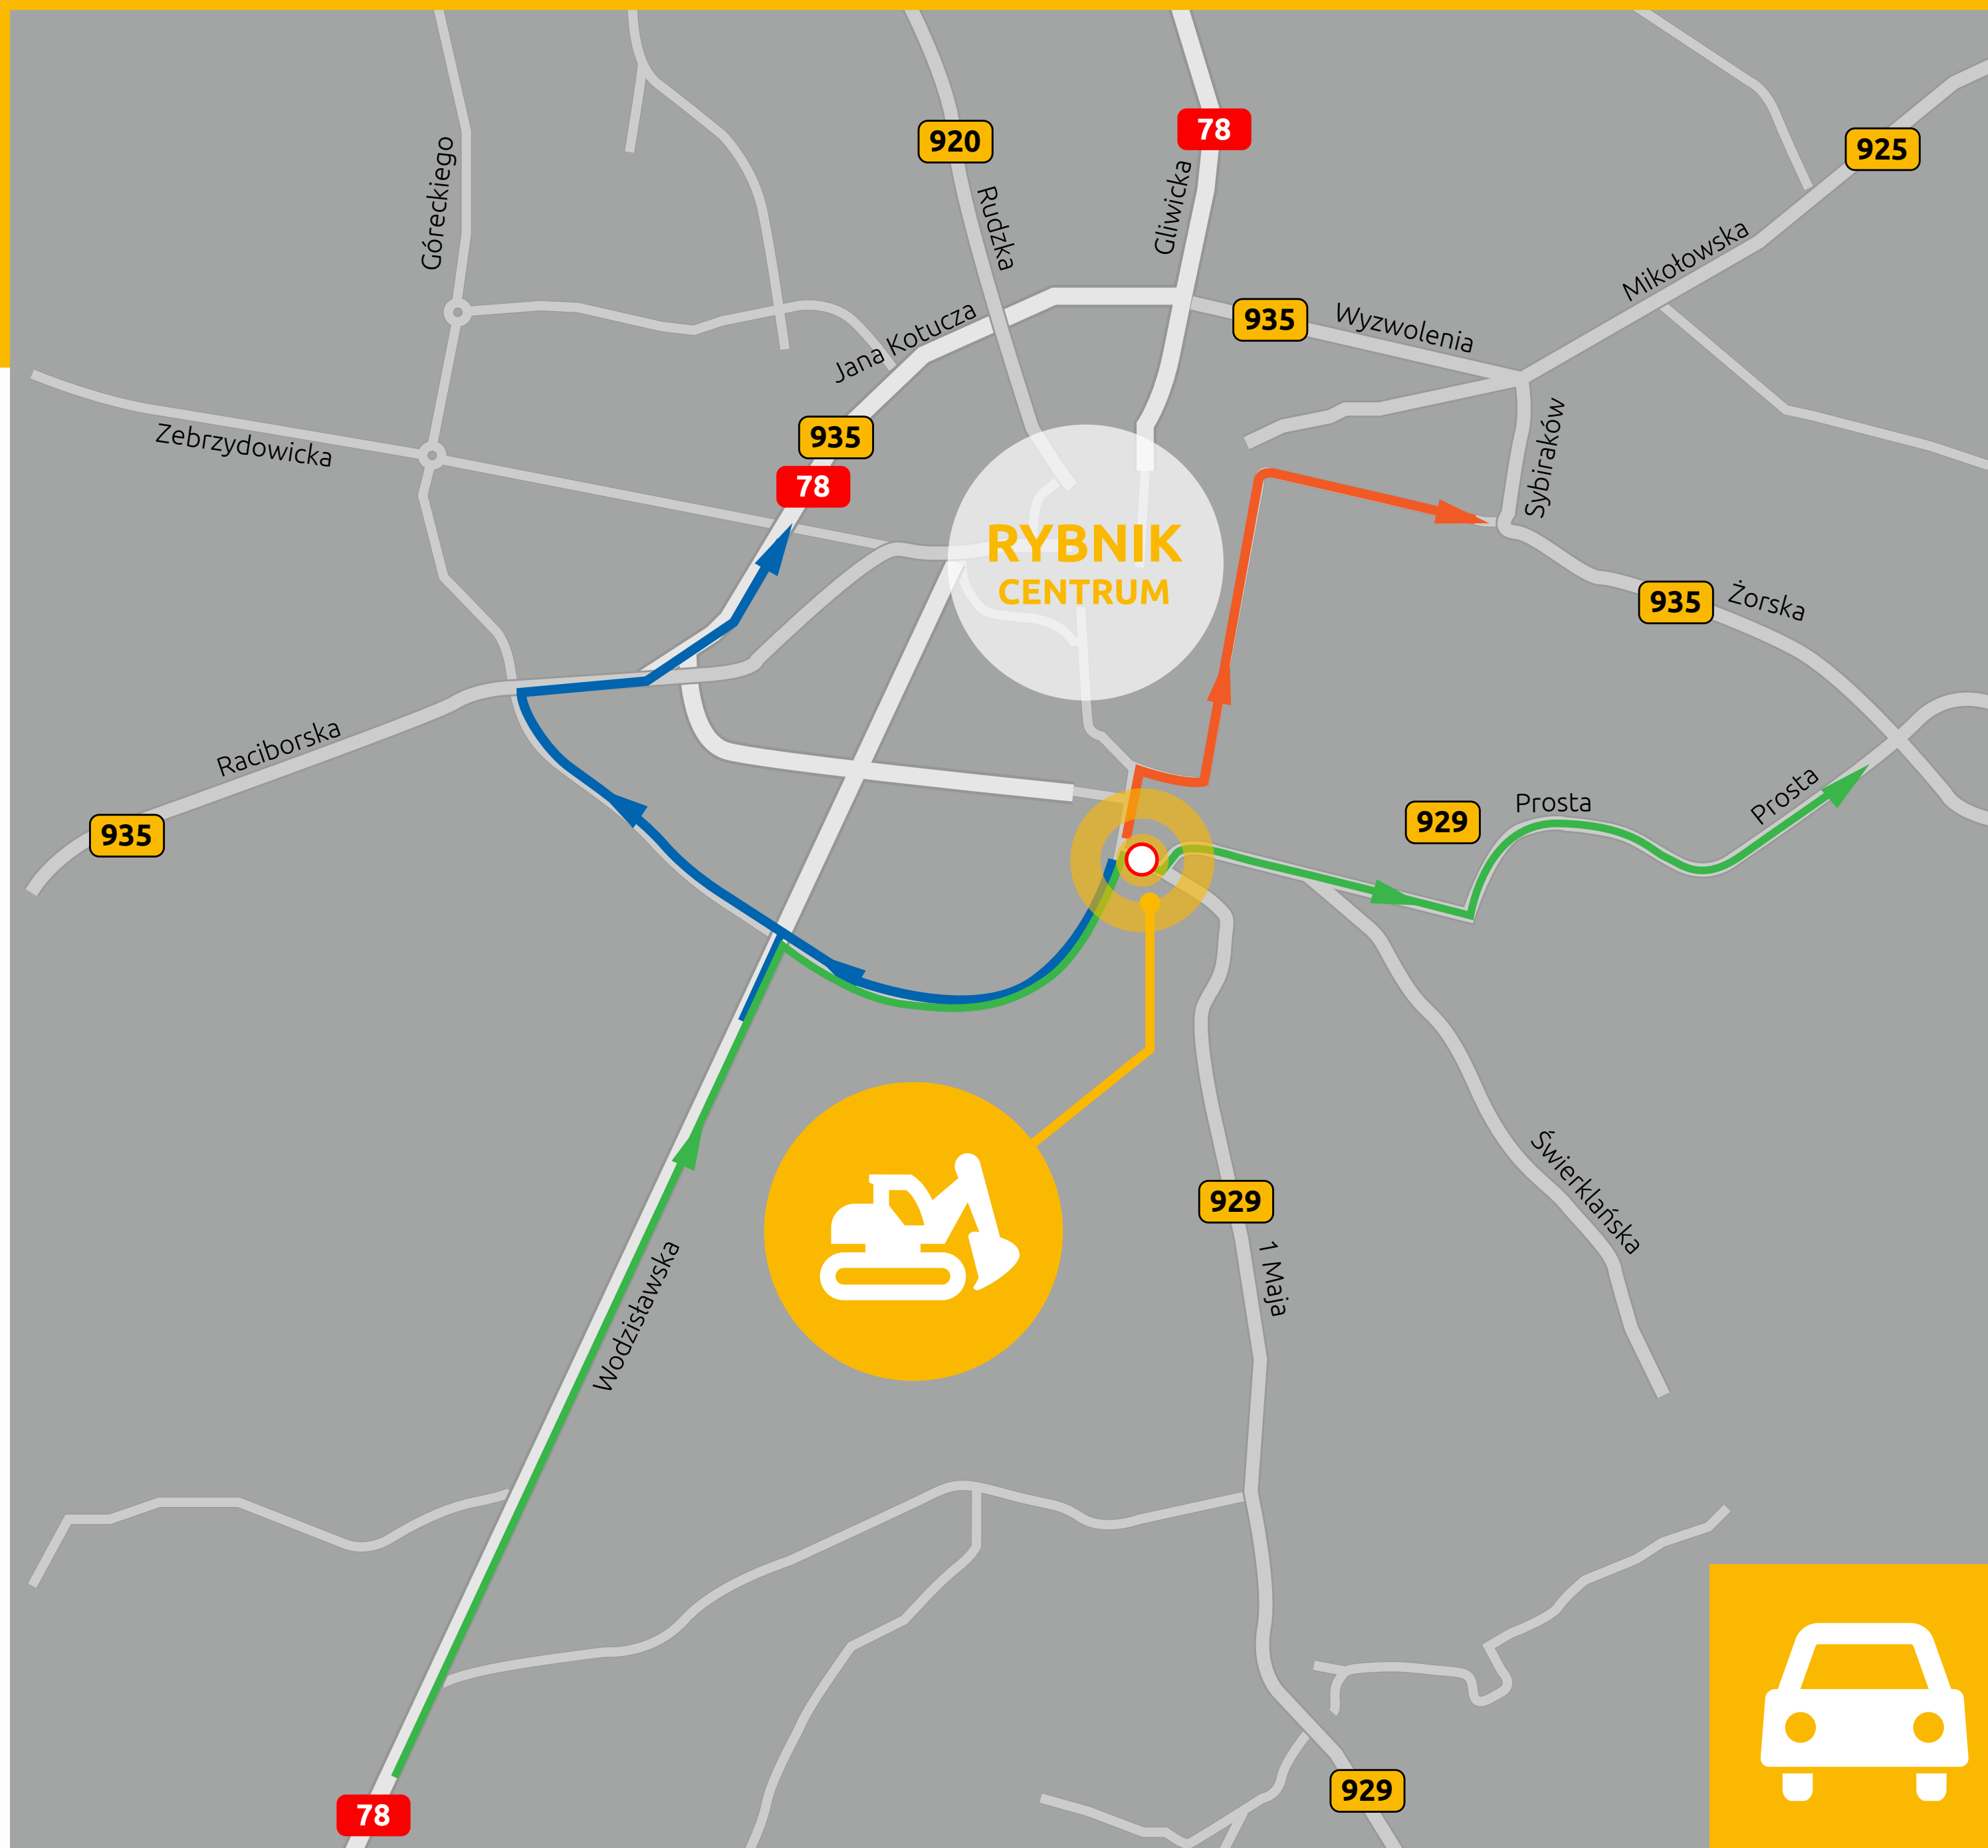 78
920
925
Góreckiego
Rudzka
Gliwicka
Mikołowska
935
Wyzwolenia
Jana Kotucza
935
Zebrzydowicka
Sybiraków
78
RYBNIK
CENTRUM
935
Żorska
Raciborska
935
929
Prosta
Prosta
Świerklańska
929
1 Maja
Wodzisławska
929
78